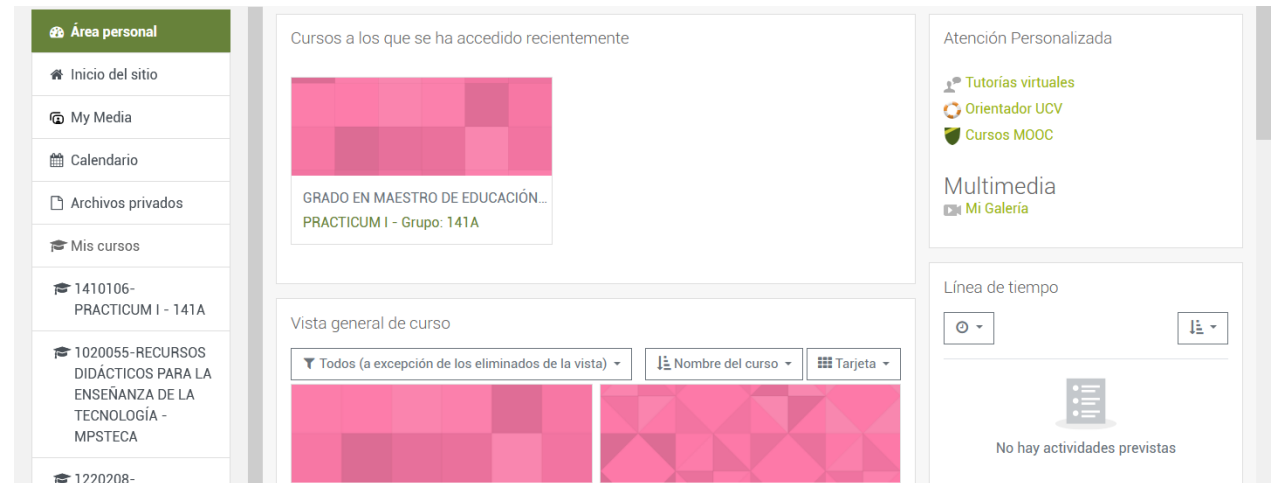 Área personal
Inicio del sitio
My Media
Calendario
Archivos privados
Mis cursos
1410106-
PRACTICUM I - 141A
1020055-RECURSOS
DIDÁCTICOS PARA LA
ENSEÑANZA DE LA
TECNOLOGÍA -
MPSTECA
1220208-
Cursos a los que se ha accedido recientemente
GRADO EN MAESTRO DE EDUCACIÓN...
PRACTICUM I - Grupo: 141A
Vista general de curso
Todos (a excepción de los eliminados de la vista)
Nombre del curso
Tarjeta
Atención Personalizada
Tutorías virtuales
Orientador UCV
Cursos MOOC
Multimedia
Mi Galería
Línea de tiempo
No hay actividades previstas